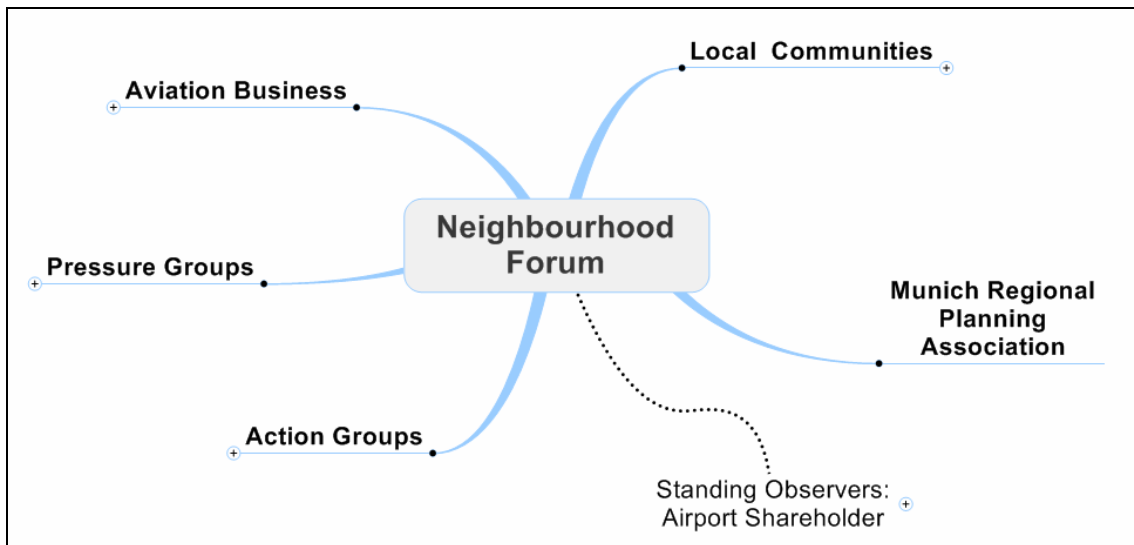 Local Communities
Aviation Business
Neighbourhood
Forum
Pressure Groups
Munich Regional
Planning
Association
Action Groups
Standing Observers:
Airport Shareholder